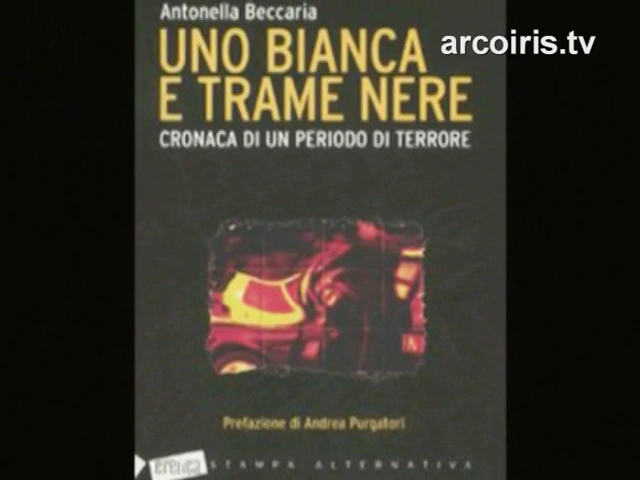 Antonella Beccaria
arcoiris.tv
UNO BIANCA
E TRAME NERE
CRONACA DI UN PERIODO DI TERRORE
Prefazione di Andrea Purgatori
eretica
STAMPA ALTERNATIVA